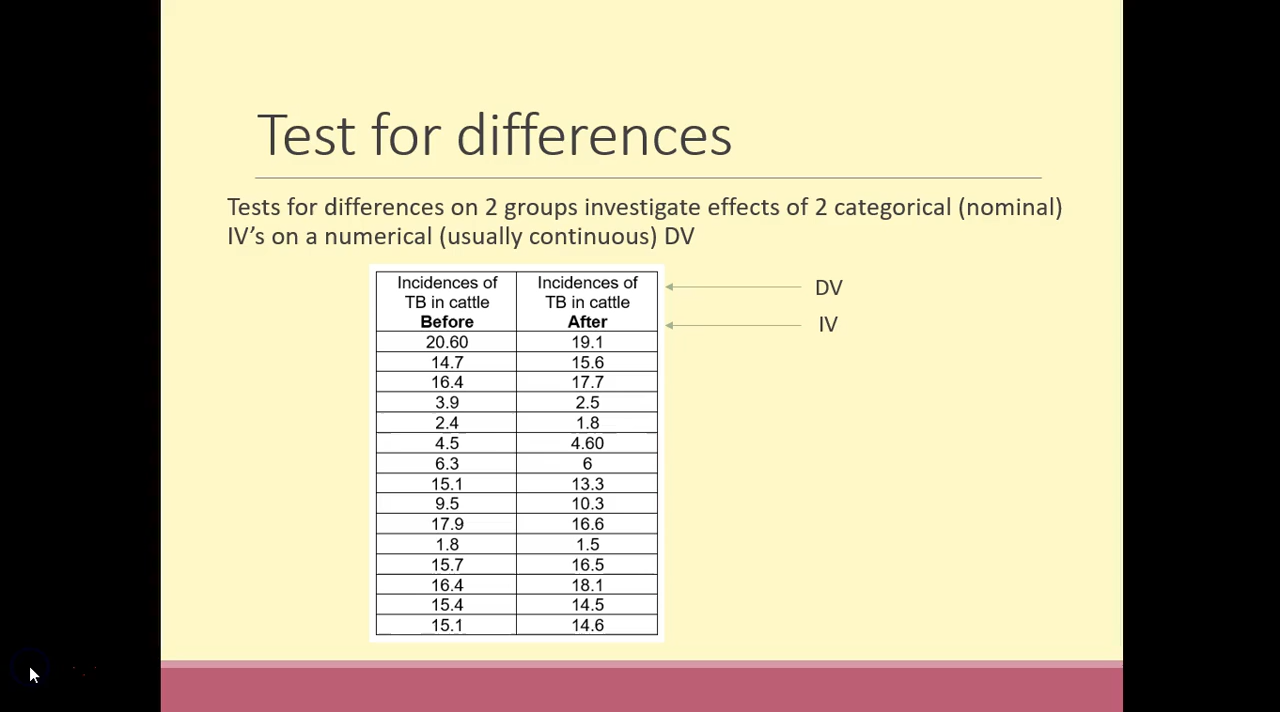 Test for differences
Tests for differences on 2 groups investigate effects of 2 categorical (nominal)
IV's on a numerical (usually continuous) DV
Incidences of TB in cattle Before | Incidences of TB in cattle After
20.60 19.1
14.7 15.6
16.4 17.7
3.9 2.5
2.4 1.8
4.5 4.60
6.3 6
15.1 13.3
9.5 10.3
17.9 16.6
1.8 1.5
15.7 16.5
16.4 18.1
15.4 14.5
15.1 14.6
DV
IV